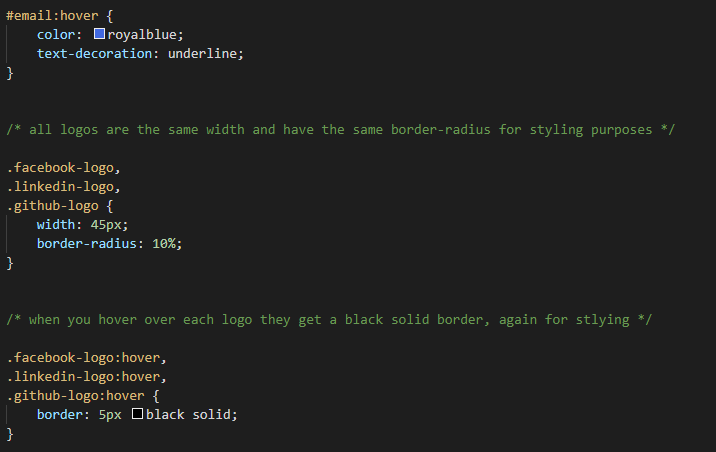 #email:hover {
color: royalblue;
text-decoration: underline;
}
/* all logos are the same width and have the same border-radius for styling purposes */
.facebook-logo,
.linkedin-logo,
.github-logo {
width: 45px;
border-radius: 10%;
}
/* when you hover over each logo they get a black solid border, again for stlying */
.facebook-logo:hover,
.linkedin-logo:hover,
.github-logo:hover {
border: 5px black solid;
}